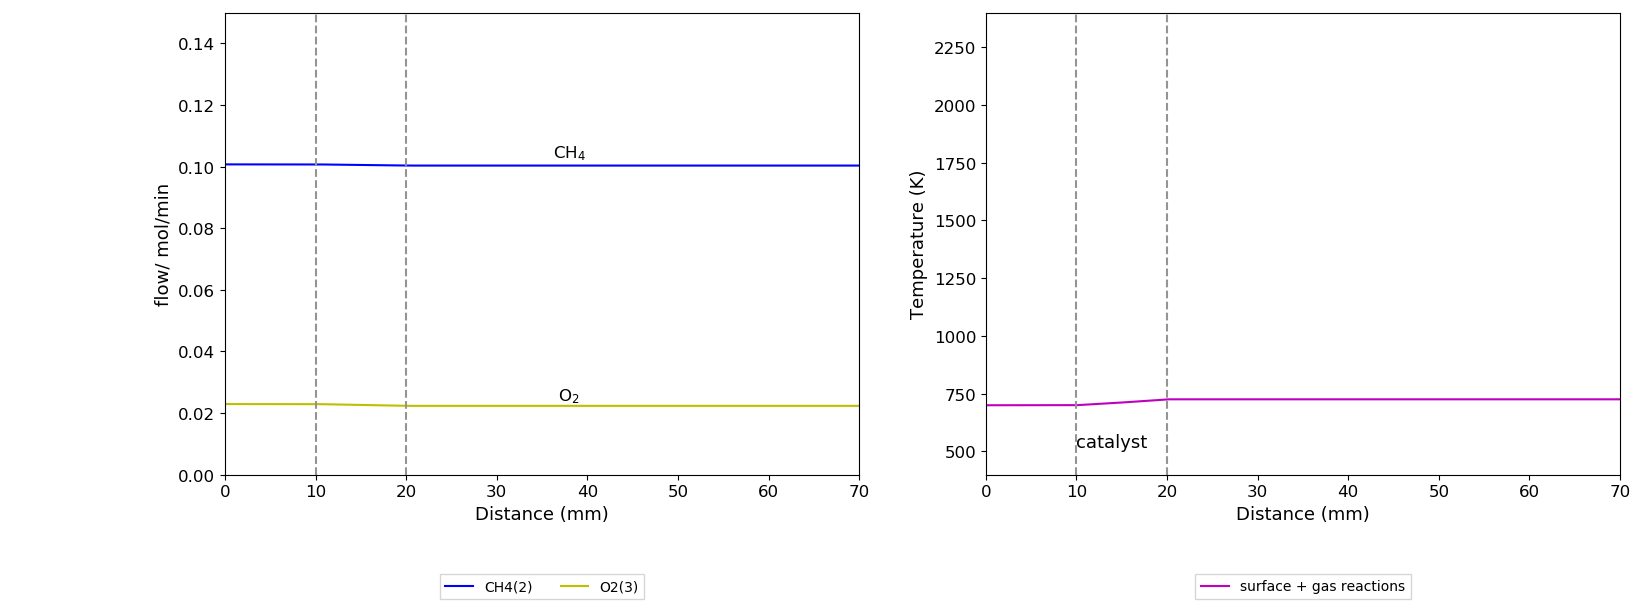 0.14
0.12
0.10
0.08
0.06
0.04
0.02
0.00
flow/ mol/min
CH₄
O₂
0 10 20 30 40 50 60 70
Distance (mm)
CH4(2) O2(3)
2250
2000
1750
1500
1250
1000
750
500
Temperature (K)
catalyst
0 10 20 30 40 50 60 70
Distance (mm)
surface + gas reactions